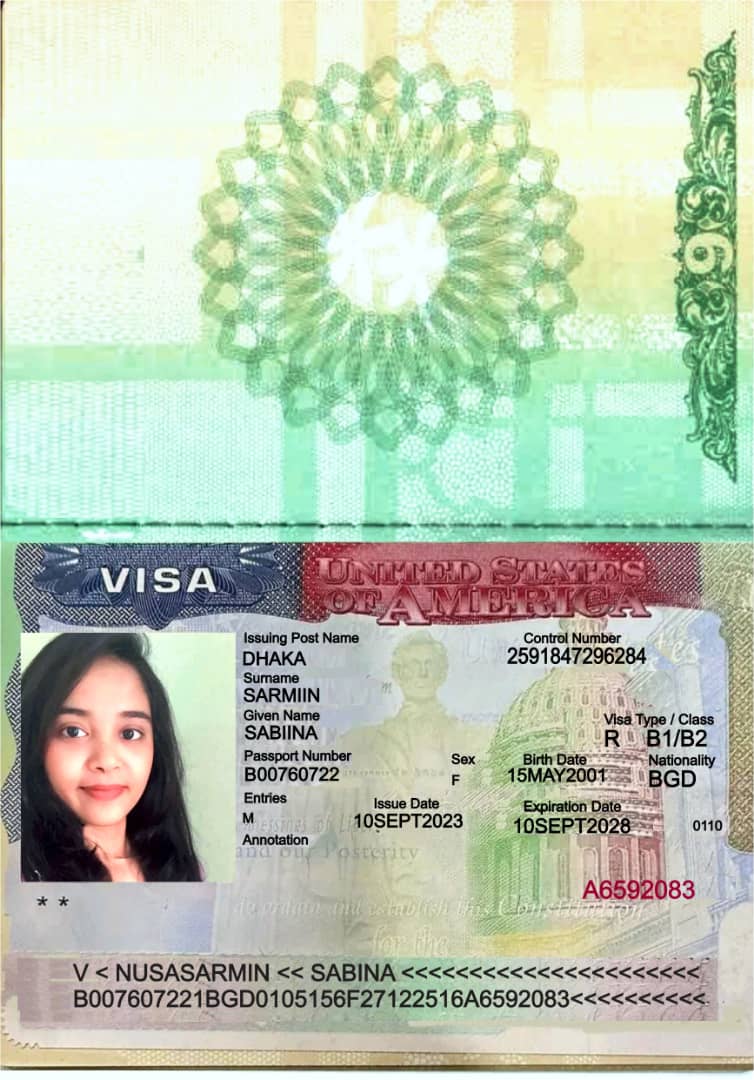 9
VISA
UNITED STATES
OF AMERICA
Issuing Post Name
DHAKA
Control Number
2591847296284
Surname
SARMIIN
Given Name
SABIINA
Visa Type / Class
R B1/B2
Passport Number
B00760722
Sex
F
Birth Date
15MAY2001
Nationality
BGD
Entries
M
Issue Date
10SEPT2023
Expiration Date
10SEPT2028
0110
Annotation
and our Posterity
A6592083
* *
do ordain and establish this Constitution
for the
V < NUSASARMIN << SABINA <<<<<<<<<<<<<<<<<<<<<<
B007607221BGD0105156F27122516A6592083<<<<<<<<<<